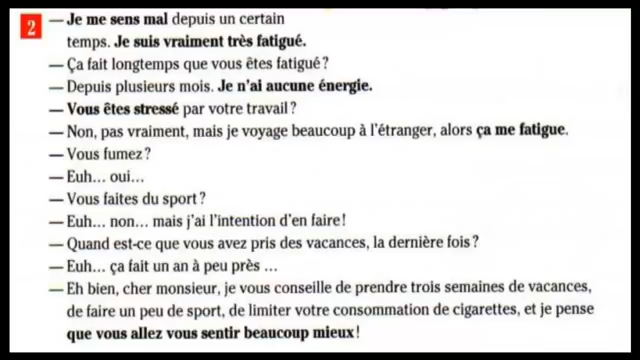 2
— Je me sens mal depuis un certain
temps. Je suis vraiment très fatigué.
— Ça fait longtemps que vous êtes fatigué ?
— Depuis plusieurs mois. Je n'ai aucune énergie.
— Vous êtes stressé par votre travail ?
— Non, pas vraiment, mais je voyage beaucoup à l'étranger, alors ça me fatigue.
— Vous fumez ?
— Euh... oui...
— Vous faites du sport ?
— Euh... non... mais j'ai l'intention d'en faire !
— Quand est-ce que vous avez pris des vacances, la dernière fois ?
— Euh... ça fait un an à peu près ...
— Eh bien, cher monsieur, je vous conseille de prendre trois semaines de vacances,
de faire un peu de sport, de limiter votre consommation de cigarettes, et je pense
que vous allez vous sentir beaucoup mieux !